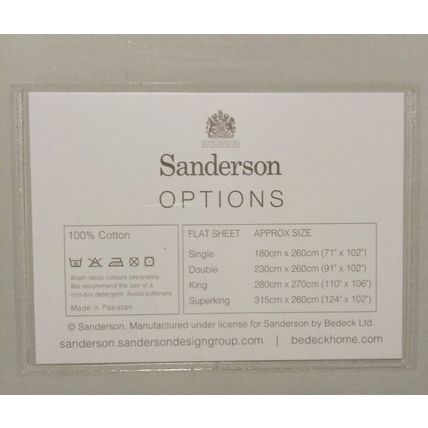 Sanderson
OPTIONS
100% Cotton
Wash deep colours separately.
We recommend the use of a
non-bio detergent. Avoid softeners.
Made in Pakistan
FLAT SHEET APPROX SIZE
Single 180cm x 260cm (71" x 102")
Double 230cm x 260cm (91" x 102")
King 280cm x 270cm (110" x 106")
Superking 315cm x 260cm (124" x 102")
© Sanderson. Manufactured under license for Sanderson by Bedeck Ltd
sanderson.sandersondesigngroup.com | bedeckhome.com